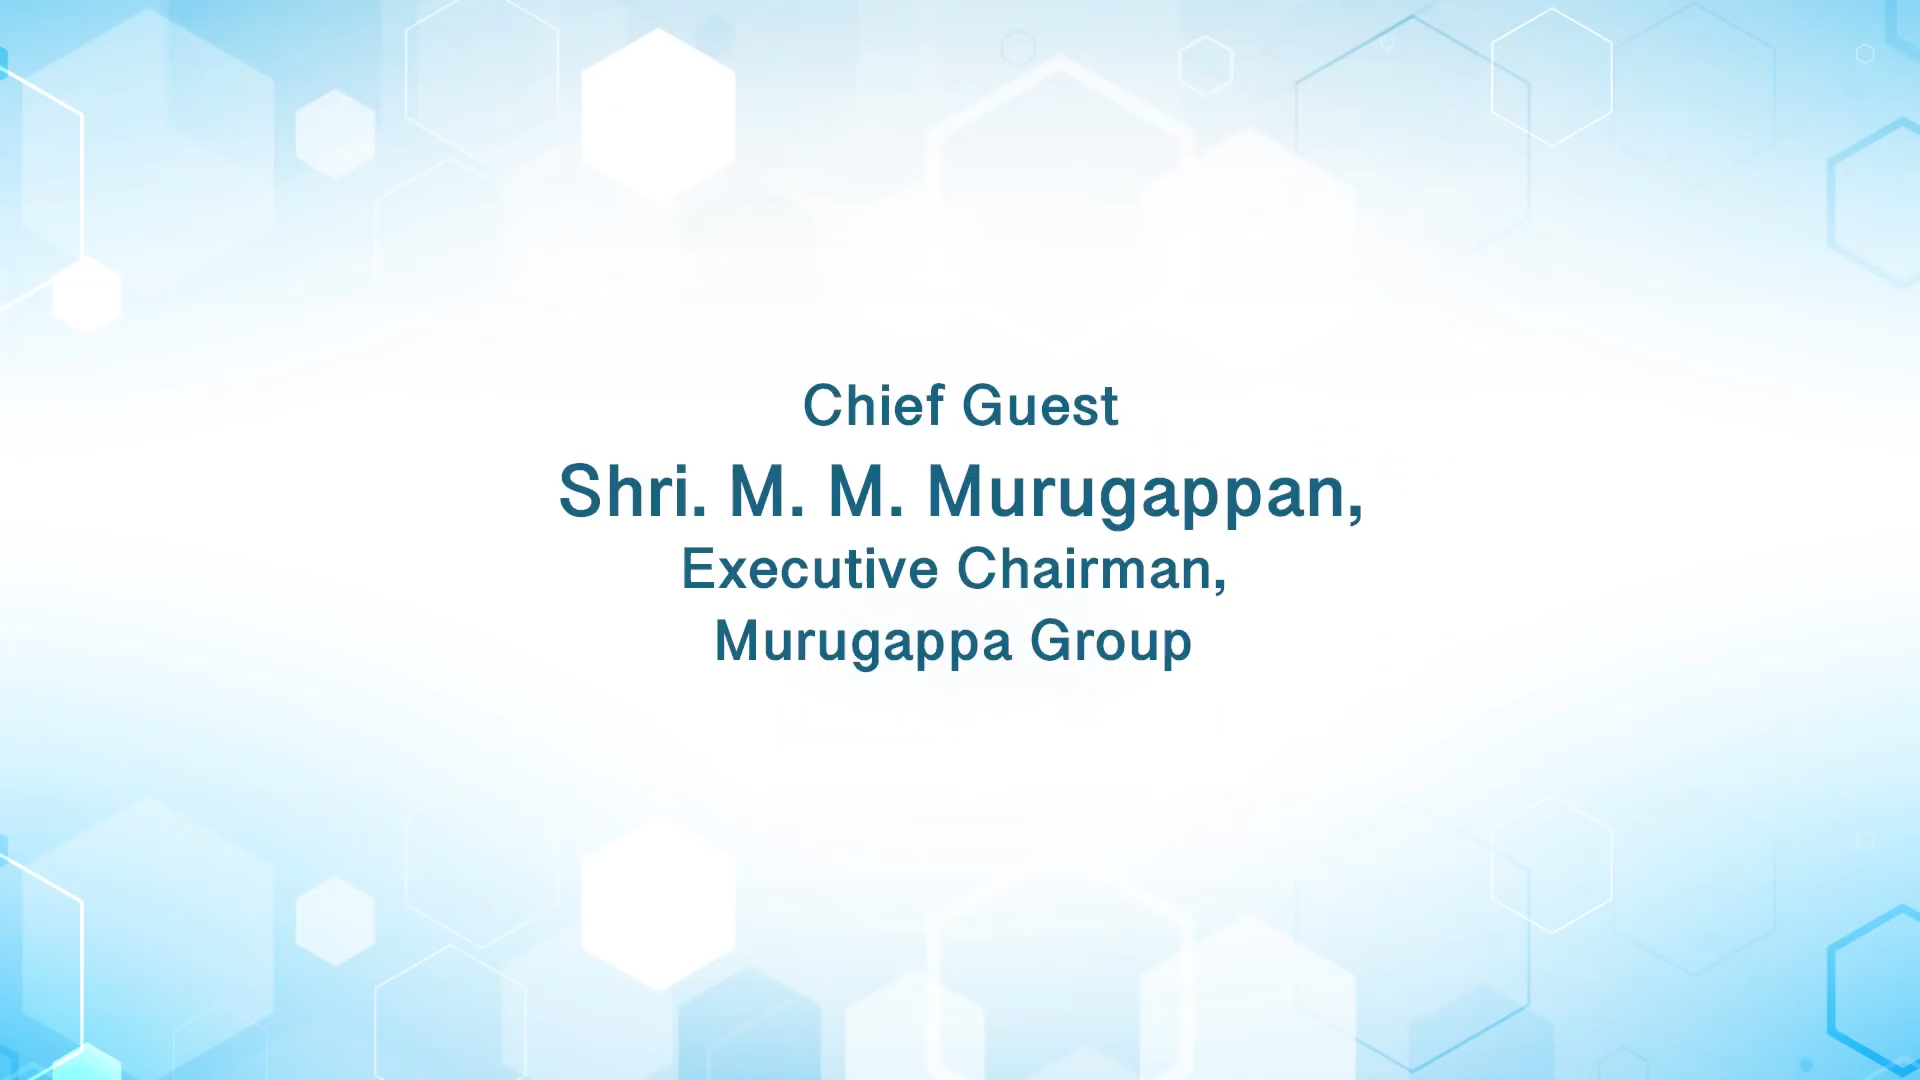 Chief Guest
Shri. M. M. Murugappan,
Executive Chairman,
Murugappa Group